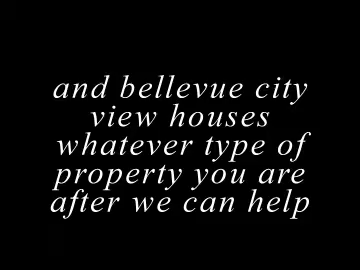 and bellevue city
view houses
whatever type of
property you are
after we can help